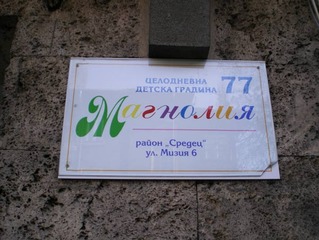 ЦЕЛОДНЕВНА
ДЕТСКА ГРАДИНА 77
Магнолия
район „Средец"
ул. Мизия 6